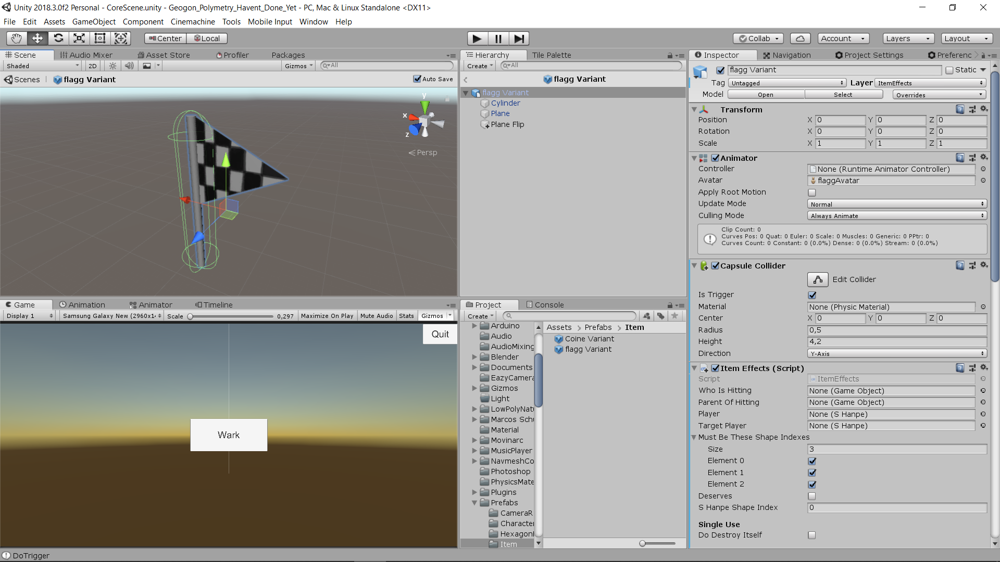 Unity 2018.3.0f2 Personal - CoreScene.unity - Geogon_Polymetry_Havent_Done_Yet - PC, Mac & Linux Standalone <DX11>
File Edit Assets GameObject Component Cinemachine Tools Mobile Input Window Help
Center Local Collab Account Layers Layout
Scene Audio Mixer Asset Store Profiler Packages
Shaded 2D Gizmos All
Scenes flagg Variant Auto Save
y
x
z
Persp
Hierarchy Tile Palette
Create All
flagg Variant
flagg Variant
Cylinder
Plane
Plane Flip
Game Animation Animator Timeline
Display 1 Samsung Galaxy New (2960x1 Scale 0,297 Maximize On Play Mute Audio Stats Gizmos
Quit
Wark
Project Console
Create
Arduino
Audio
AudioMixing
Blender
Documents
EazyCamera
Gizmos
Light
LowPolyNatu
Marcos Sch
Material
Movinarc
MusicPlayer
NavmeshCo
Photoshop
PhysicsMate
Plugins
Prefabs
CameraR
Character
Hexagon
Item
Assets Prefabs Item
Coine Variant
flagg Variant
Inspector Navigation Project Settings Preferenc
flagg Variant Static
Tag Untagged Layer ItemEffects
Model Open Select Overrides
Transform
Position X 0 Y 0 Z 0
Rotation X 0 Y 0 Z 0
Scale X 1 Y 1 Z 1
Animator
Controller None (Runtime Animator Controller)
Avatar flaggAvatar
Apply Root Motion
Update Mode Normal
Culling Mode Always Animate
Clip Count: 0
Curves Pos: 0 Quat: 0 Euler: 0 Scale: 0 Muscles: 0 Generic: 0 PPtr: 0
Curves Count: 0 Constant: 0 (0.0%) Dense: 0 (0.0%) Stream: 0 (0.0%)
Capsule Collider
Edit Collider
Is Trigger
Material None (Physic Material)
Center X 0 Y 0 Z 0
Radius 0,5
Height 4,2
Direction Y-Axis
Item Effects (Script)
Script ItemEffects
Who Is Hitting None (Game Object)
Parent Of Hitting None (Game Object)
Player None (S Hanpe)
Target Player None (S Hanpe)
Must Be These Shape Indexes
Size 3
Element 0
Element 1
Element 2
Deserves
S Hanpe Shape Index 0
Single Use
Do Destroy Itself
DoTrigger